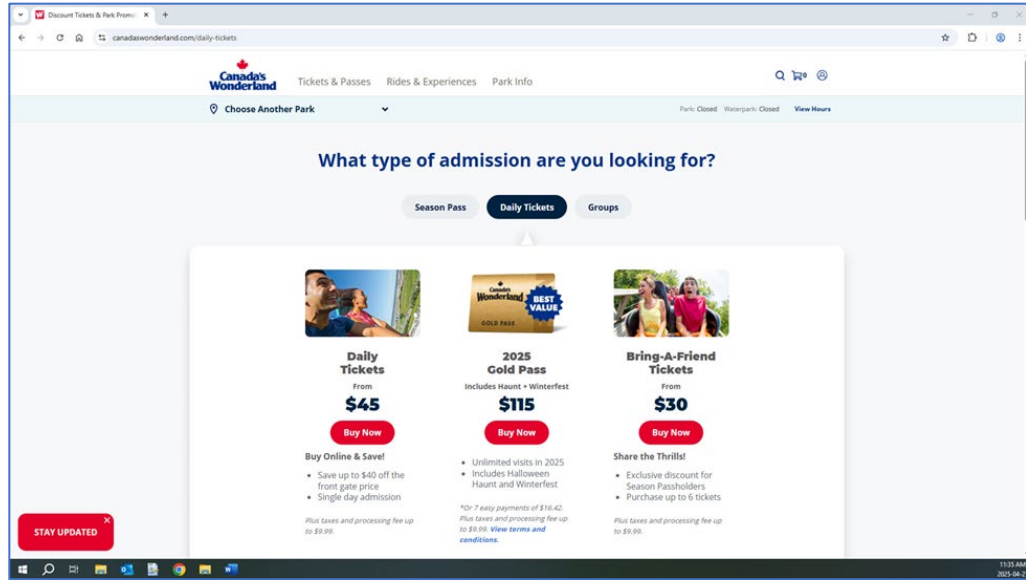 Discount Tickets & Park Promo
canadaswonderland.com/daily-tickets
Canada's
Wonderland
Tickets & Passes
Rides & Experiences
Park Info
0
Choose Another Park
Park: Closed Waterpark: Closed View Hours
What type of admission are you looking for?
Season Pass
Daily Tickets
Groups
Daily
Tickets
From
$45
Buy Now
Buy Online & Save!
• Save up to $40 off the
front gate price
• Single day admission
Plus taxes and processing fee up
to $9.99.
Canada's
Wonderland
BEST
VALUE
GOLD PASS
2025
Gold Pass
Includes Haunt + Winterfest
$115
Buy Now
• Unlimited visits in 2025
• Includes Halloween
Haunt and Winterfest
*Or 7 easy payments of $16.42.
Plus taxes and processing fee up
to $9.99. View terms and
conditions.
Bring-A-Friend
Tickets
From
$30
Buy Now
Share the Thrills!
• Exclusive discount for
Season Passholders
• Purchase up to 6 tickets
Plus taxes and processing fee up
to $9.99.
STAY UPDATED
11:35 AM